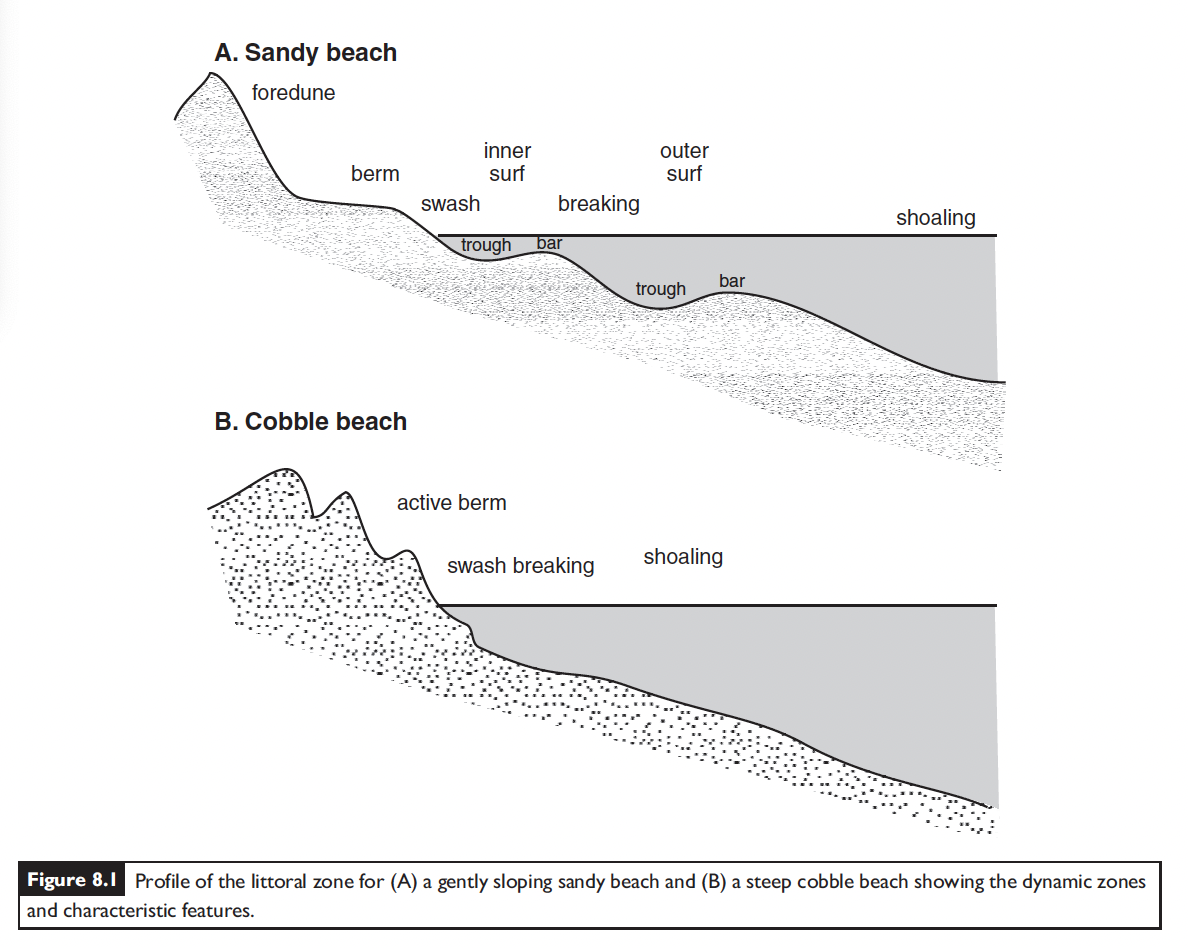 A. Sandy beach
foredune
inner
surf
outer
surf
berm
swash
breaking
shoaling
trough
bar
trough
bar
B. Cobble beach
active berm
swash breaking
shoaling
Figure 8.1 Profile of the littoral zone for (A) a gently sloping sandy beach and (B) a steep cobble beach showing the dynamic zones
and characteristic features.